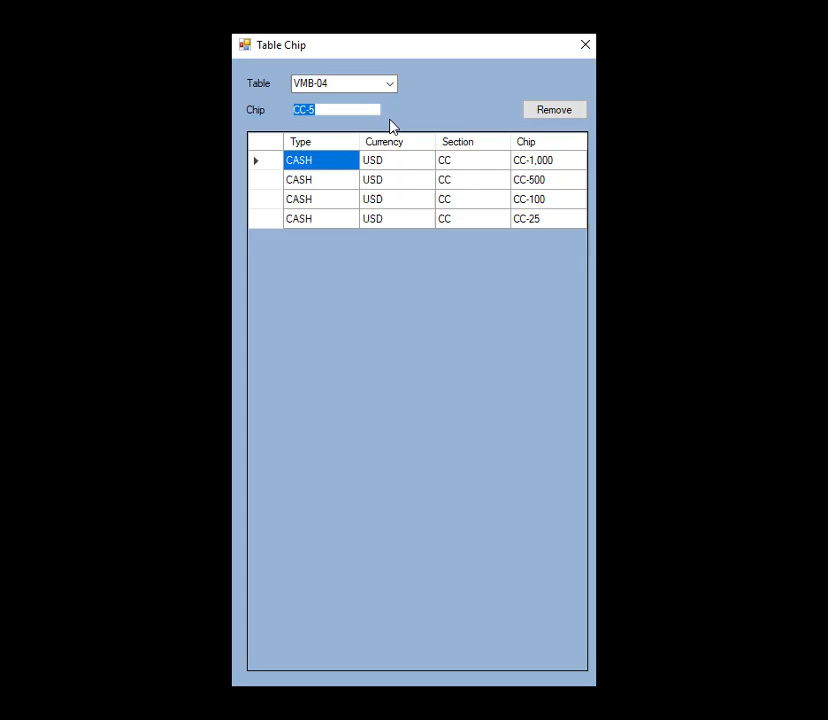 Table Chip
Table VMB-04
Chip CC-5 Remove
Type Currency Section Chip
CASH USD CC CC-1,000
CASH USD CC CC-500
CASH USD CC CC-100
CASH USD CC CC-25